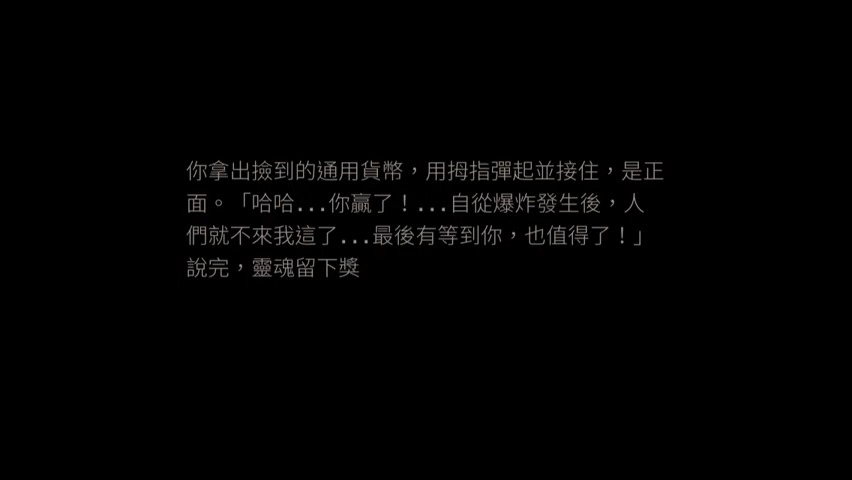 你拿出撿到的通用貨幣，用拇指彈起並接住，是正
面。「哈哈...你贏了！...自從爆炸發生後，人
們就不來我這了...最後有等到你，也值得了！」
說完，靈魂留下獎